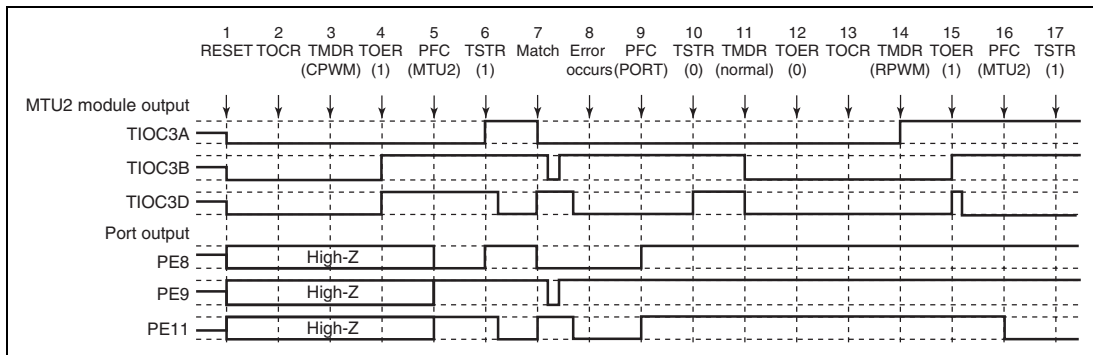 1 2 3 4 5 6 7 8 9 10 11 12 13 14 15 16 17
RESET TOCR TMDR TOER PFC TSTR Match Error PFC TSTR TMDR TOER TOCR TMDR TOER PFC TSTR
(CPWM) (1) (MTU2) (1) occurs (PORT) (0) (normal) (0) (RPWM) (1) (MTU2) (1)
MTU2 module output
TIOC3A
TIOC3B
TIOC3D
Port output
PE8 High-Z
PE9 High-Z
PE11 High-Z